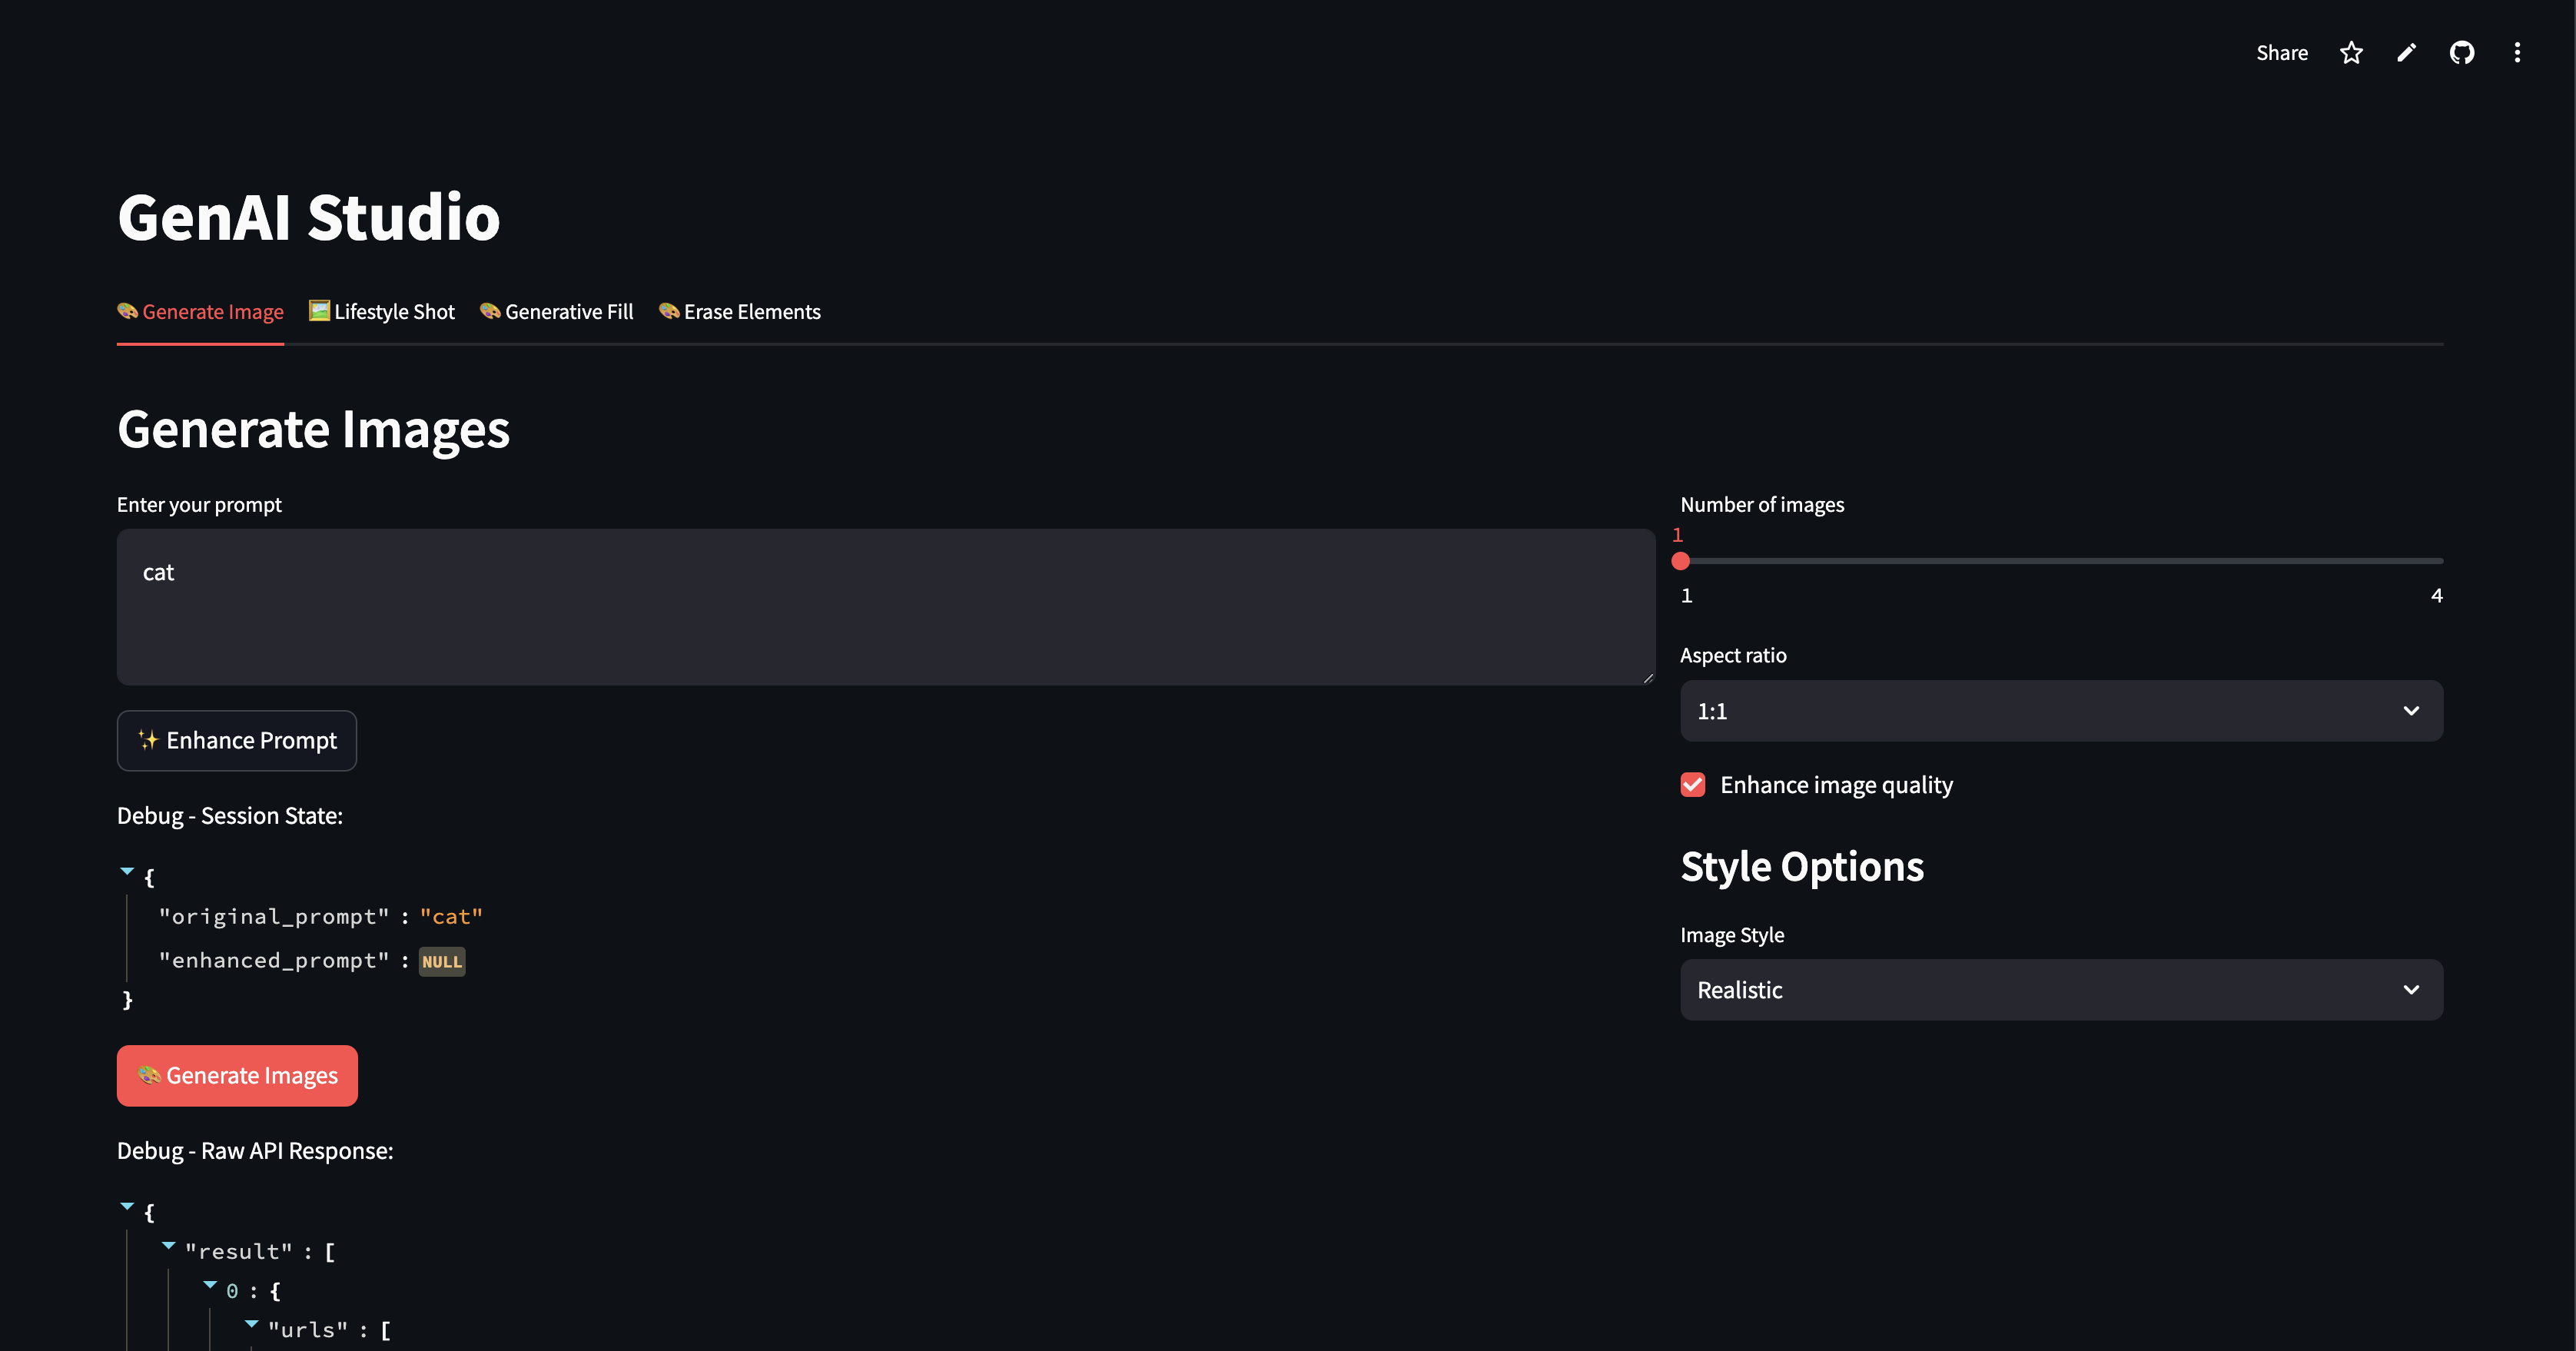 Share
GenAI Studio
🎨 Generate Image 🖼️ Lifestyle Shot 🎨 Generative Fill 🎨 Erase Elements
Generate Images
Enter your prompt
cat
✨ Enhance Prompt
Debug - Session State:
{
"original_prompt" : "cat"
"enhanced_prompt" : NULL
}
🎨 Generate Images
Debug - Raw API Response:
{
"result" : [
0 : {
"urls" : [
Number of images
1
1 4
Aspect ratio
1:1
Enhance image quality
Style Options
Image Style
Realistic